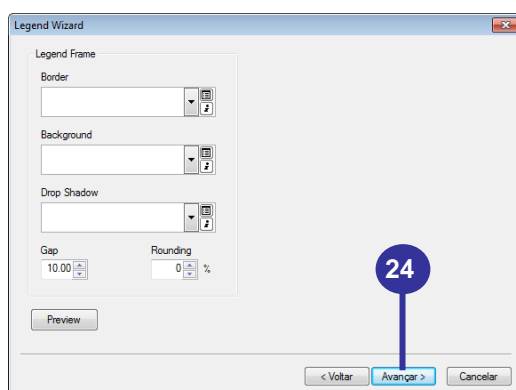 Legend Wizard
Legend Frame
Border
Background
Drop Shadow
Gap
Rounding
10.00
0
%
24
Preview
< Voltar
Avançar >
Cancelar